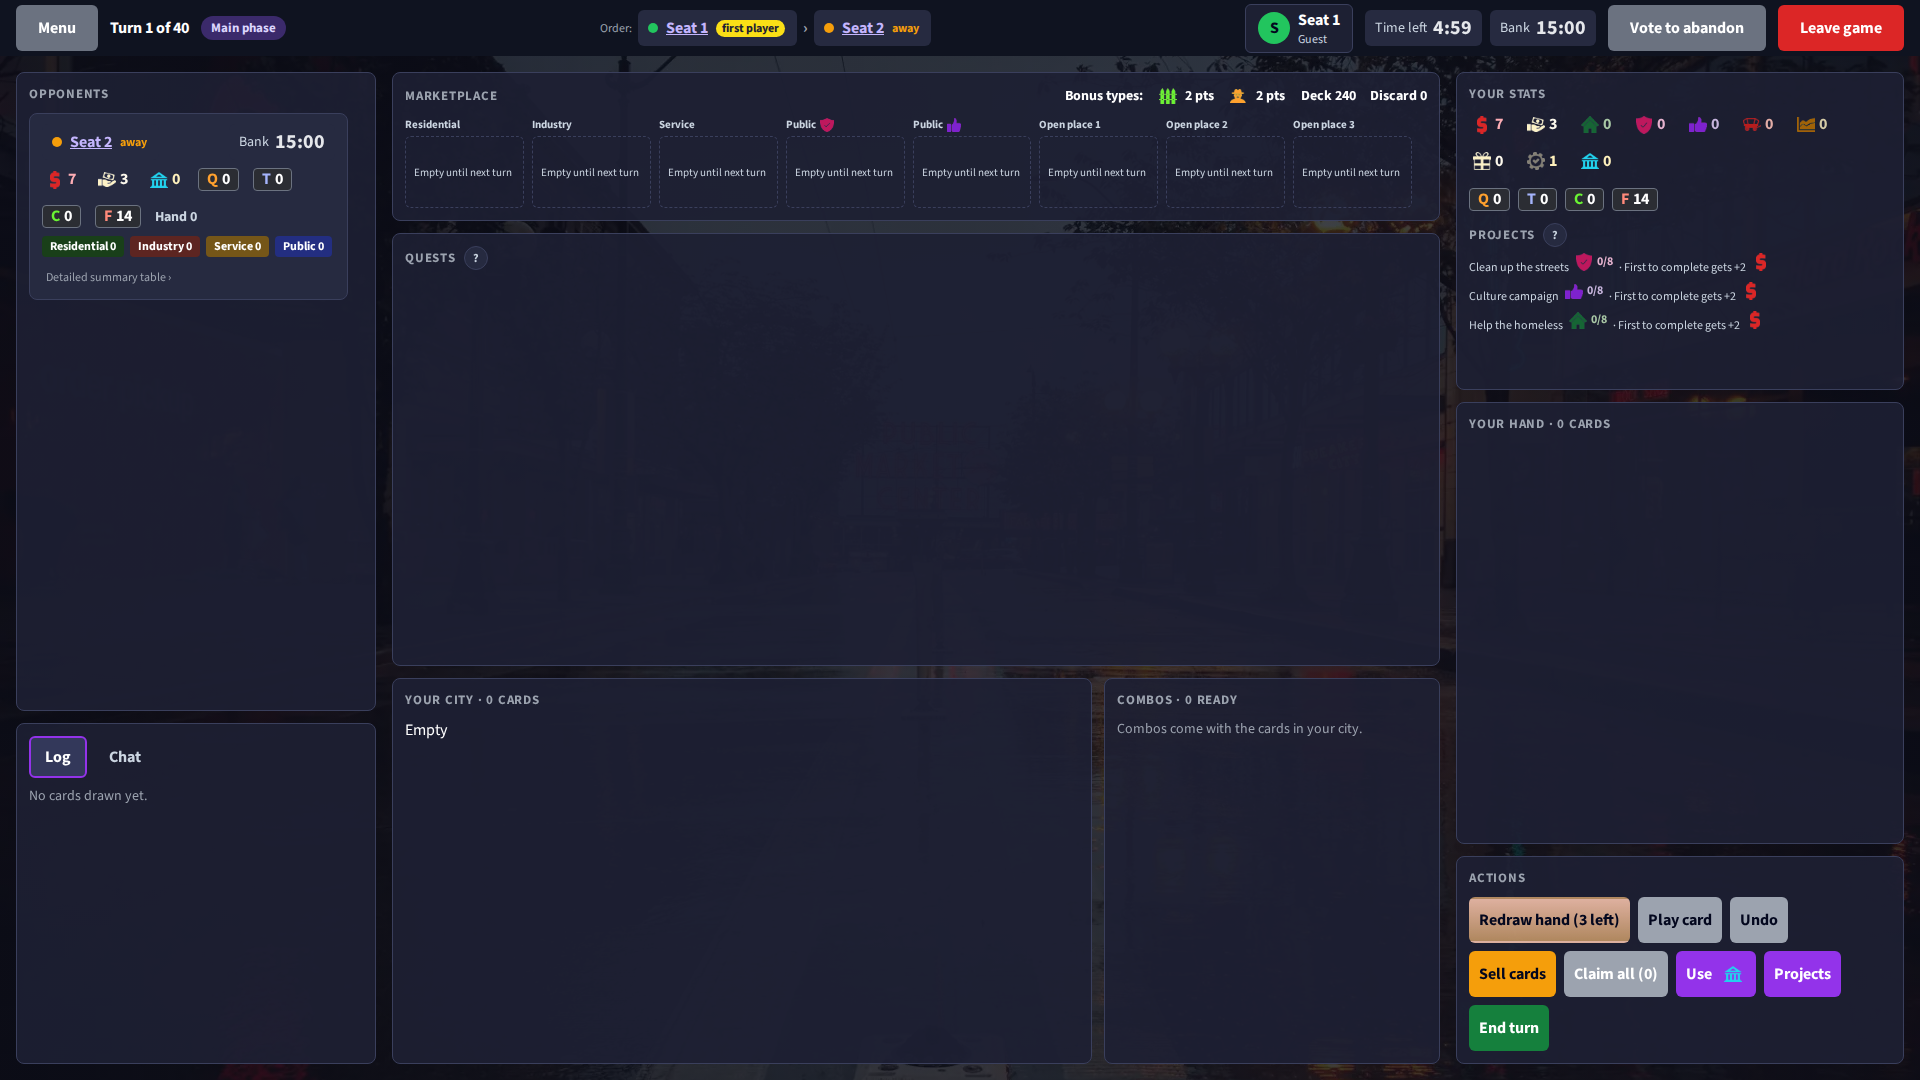 Menu
Turn 1 of 40
Main phase
Order:
Seat 1 first player
›
Seat 2 away
S
Seat 1
Guest
Time left 4:59
Bank 15:00
Vote to abandon
Leave game
OPPONENTS
Seat 2 away
Bank 15:00
7 3 0 Q 0 T 0
C 0 F 14 Hand 0
Residential 0 Industry 0 Service 0 Public 0
Detailed summary table ›
Log
Chat
No cards drawn yet.
MARKETPLACE
Bonus types: 2 pts 2 pts Deck 240 Discard 0
Residential Industry Service Public Public Open place 1 Open place 2 Open place 3
Empty until next turn Empty until next turn Empty until next turn Empty until next turn Empty until next turn Empty until next turn Empty until next turn Empty until next turn
QUESTS ?
YOUR CITY · 0 CARDS
Empty
COMBOS · 0 READY
Combos come with the cards in your city.
YOUR STATS
7 3 0 0 0 0 0
0 1 0
Q 0 T 0 C 0 F 14
PROJECTS ?
Clean up the streets 0/8 · First to complete gets +2
Culture campaign 0/8 · First to complete gets +2
Help the homeless 0/8 · First to complete gets +2
YOUR HAND · 0 CARDS
ACTIONS
Redraw hand (3 left) Play card Undo
Sell cards Claim all (0) Use Projects
End turn